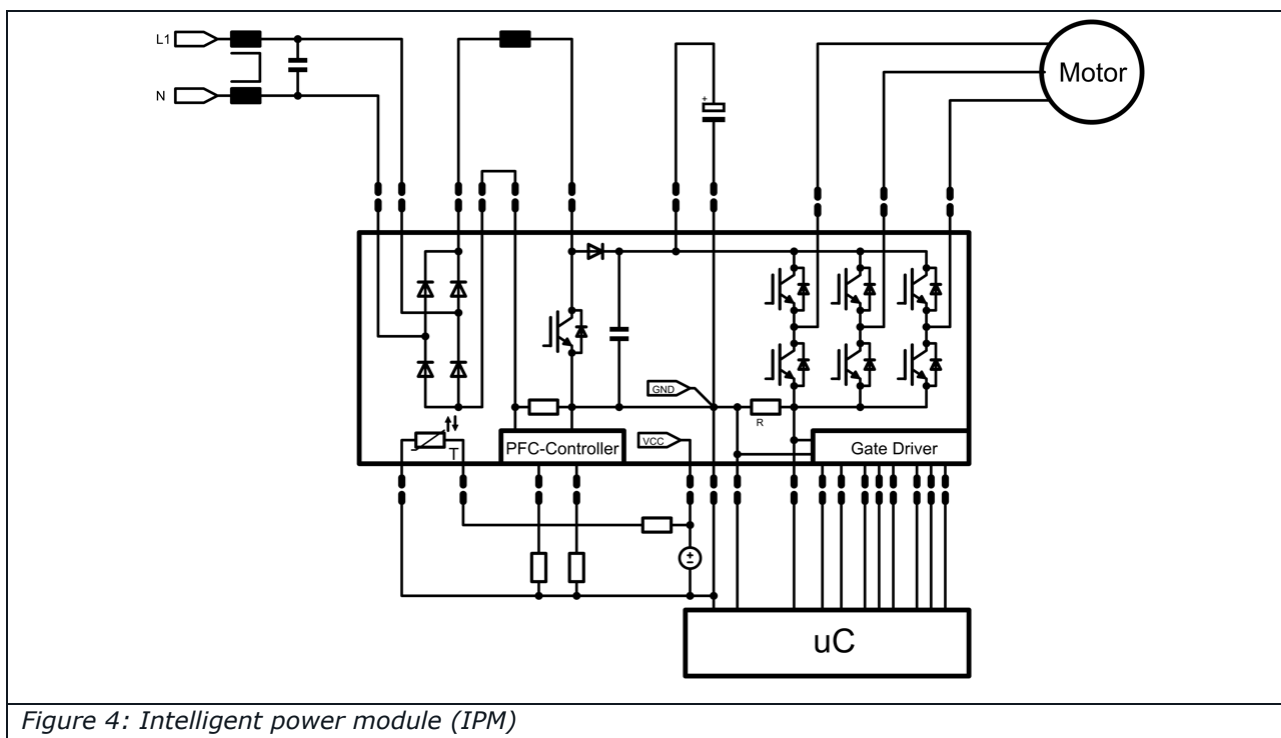 L1
N
Motor
+
GND
R
VCC
T
PFC-Controller
Gate Driver
+
−
uC
Figure 4: Intelligent power module (IPM)